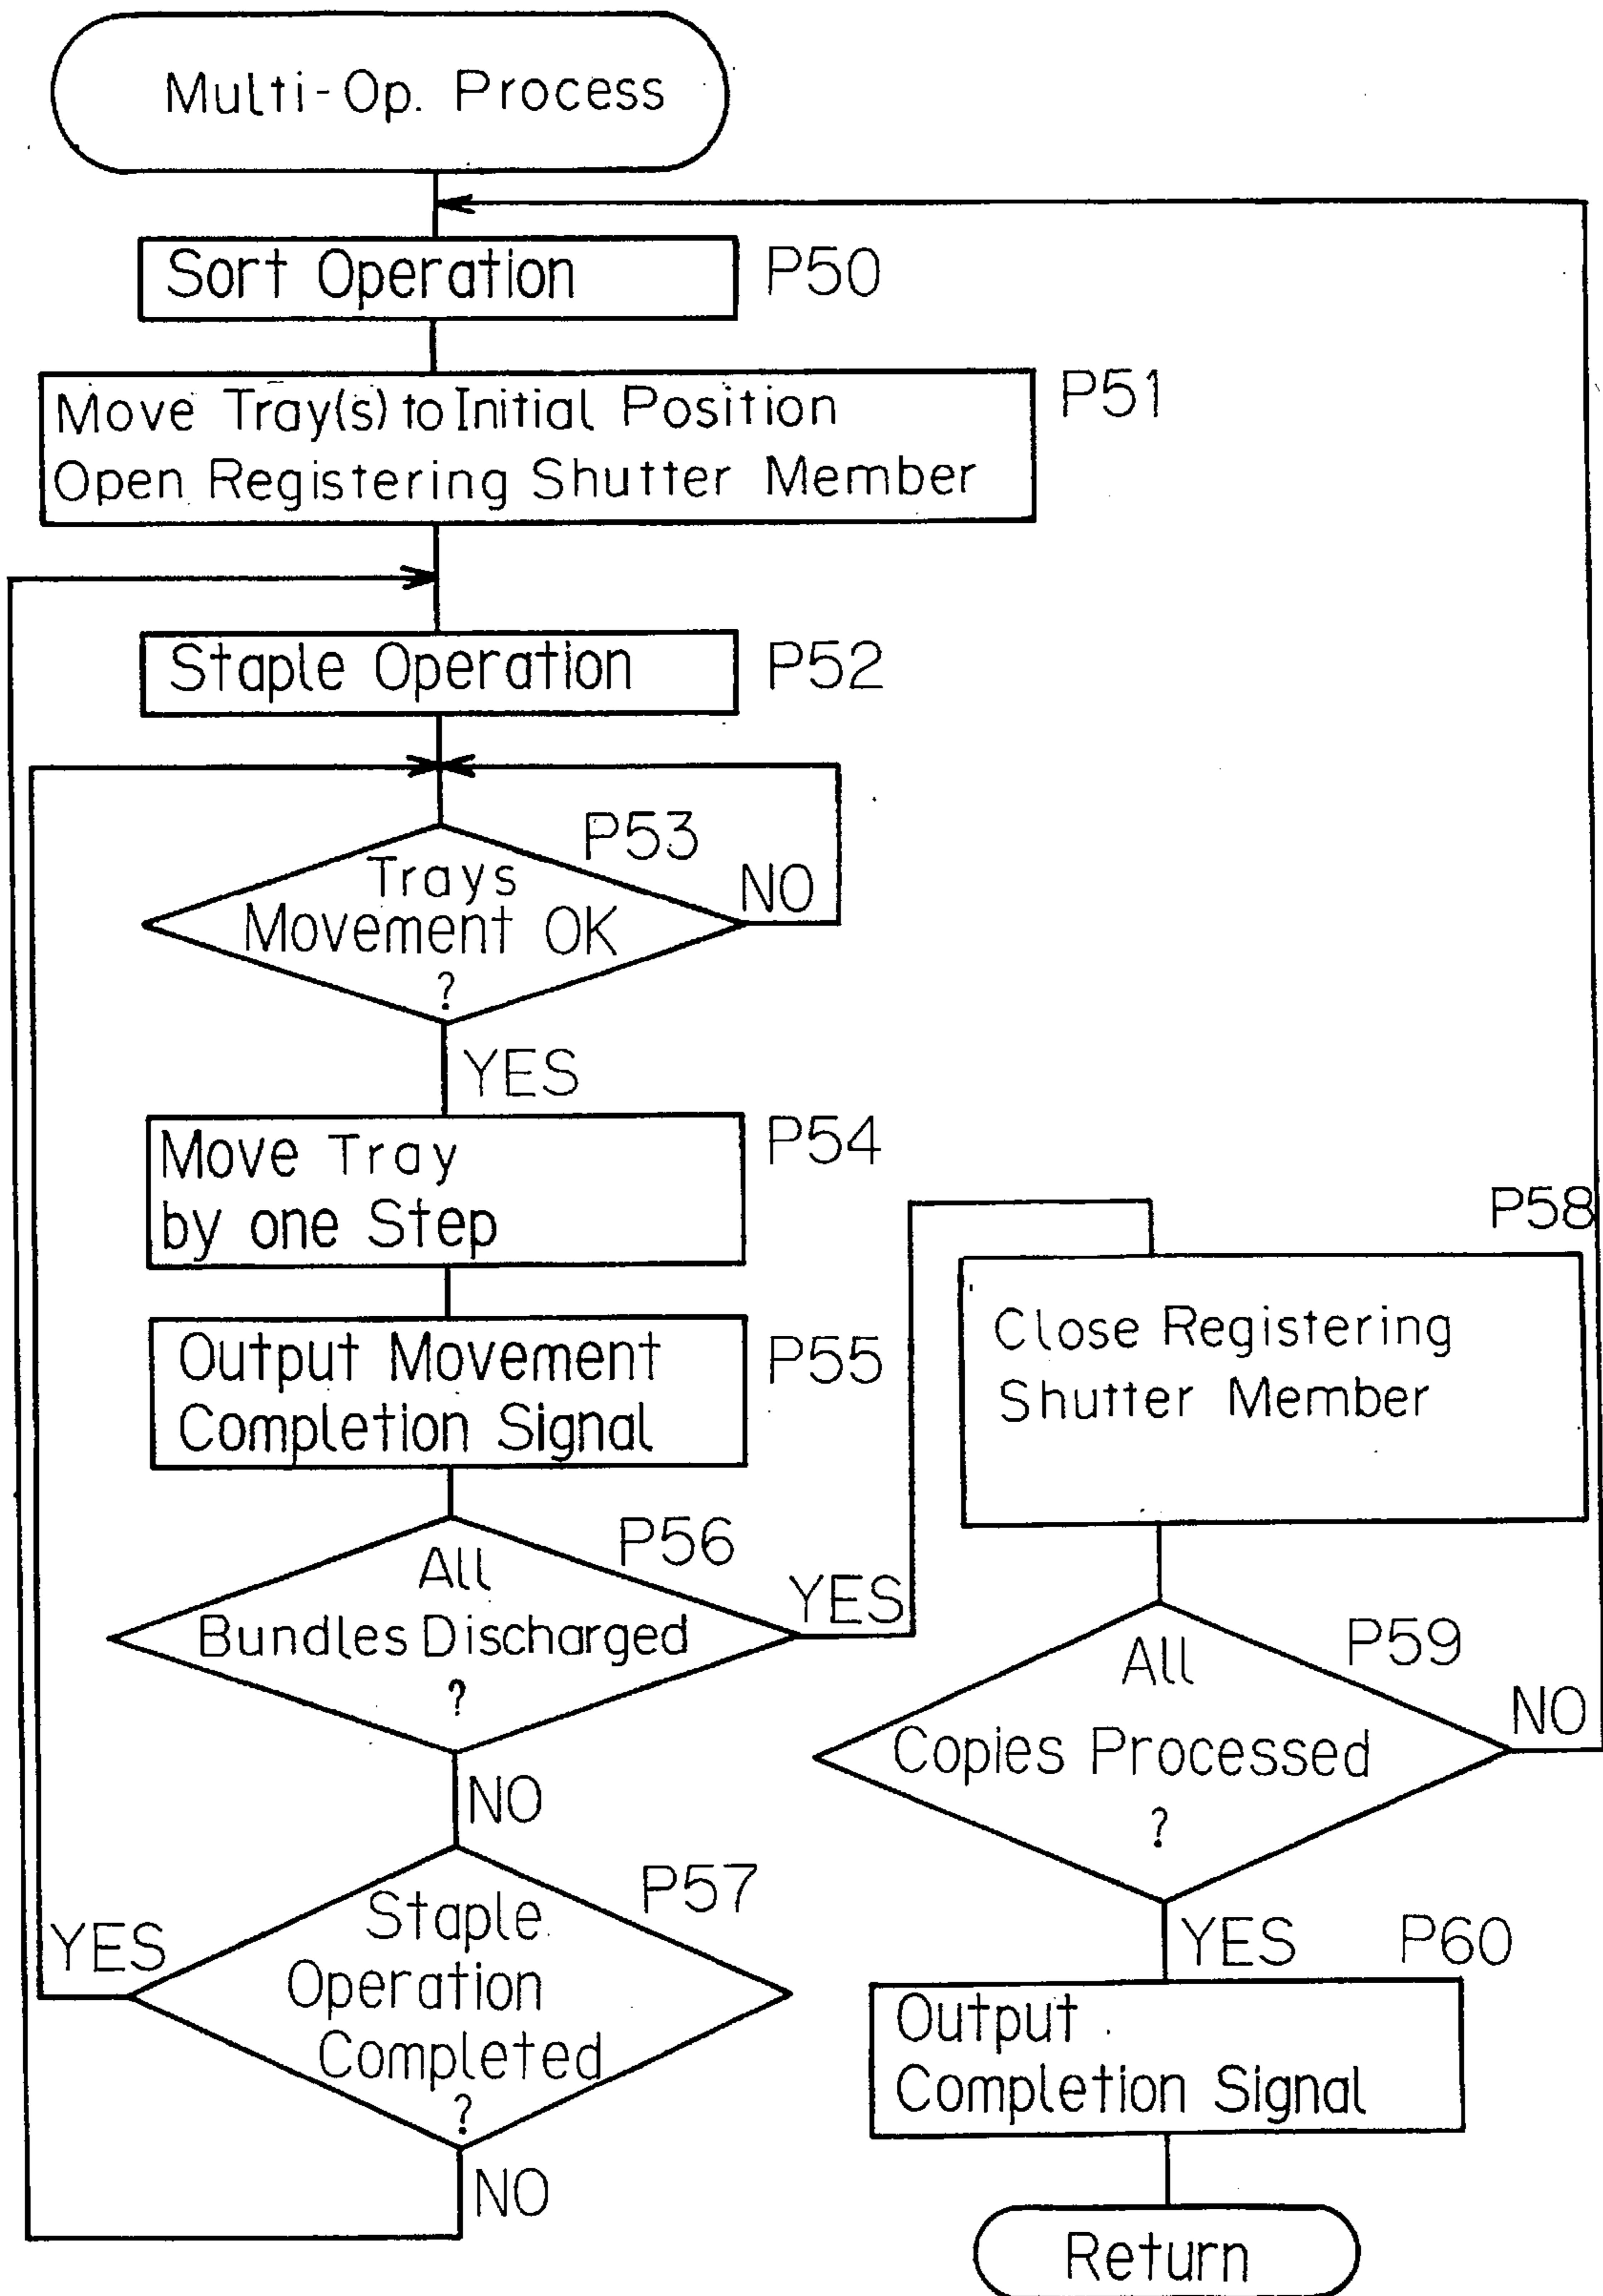 Multi-Op. Process
Sort Operation
P50
Move Tray(s) to Initial Position
Open Registering Shutter Member
P51
Staple Operation
P52
P53
Trays
Movement OK
?
NO
YES
Move Tray
by one Step
P54
Output Movement
Completion Signal
P55
P56
All
Bundles Discharged
?
YES
NO
P57
Staple
Operation
Completed
?
YES
NO
P58
Close Registering
Shutter Member
P59
All
Copies Processed
?
NO
YES
P60
Output
Completion Signal
Return